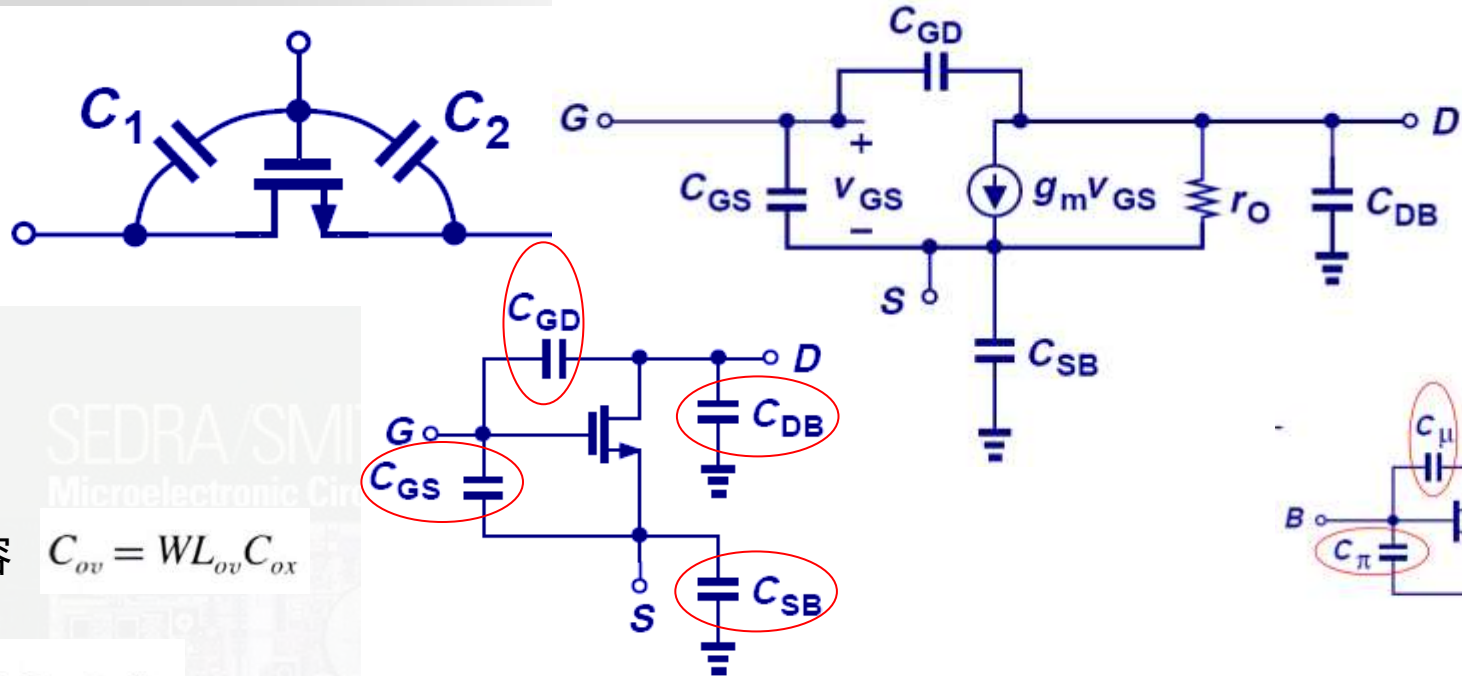 C1
C2
CGD
G
+
CGS
vGS
−
gmvGS
rO
CDB
D
S
CSB
CGD
D
G
CDB
CGS
S
CSB
SEDRA/SMI
Microelectronic Cir
容 Cov = WLovCox
-
Cμ
B
Cπ